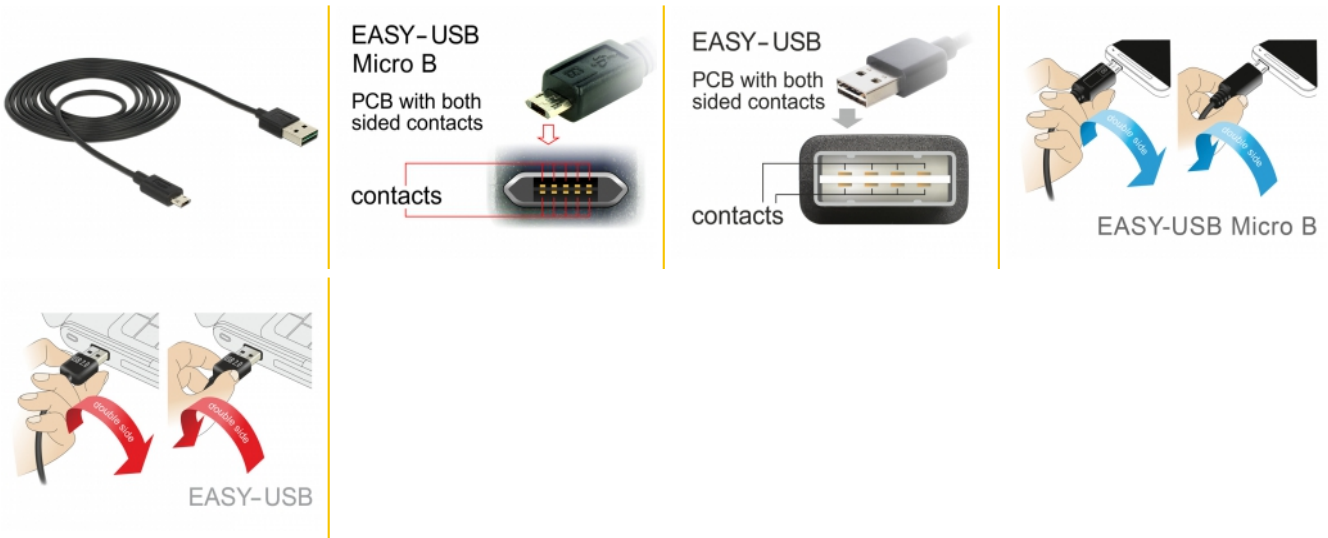 EASY-USB
Micro B
PCB with both
sided contacts
contacts
EASY-USB
PCB with both
sided contacts
contacts
double side
double side
EASY-USB Micro B
double side
double side
EASY-USB